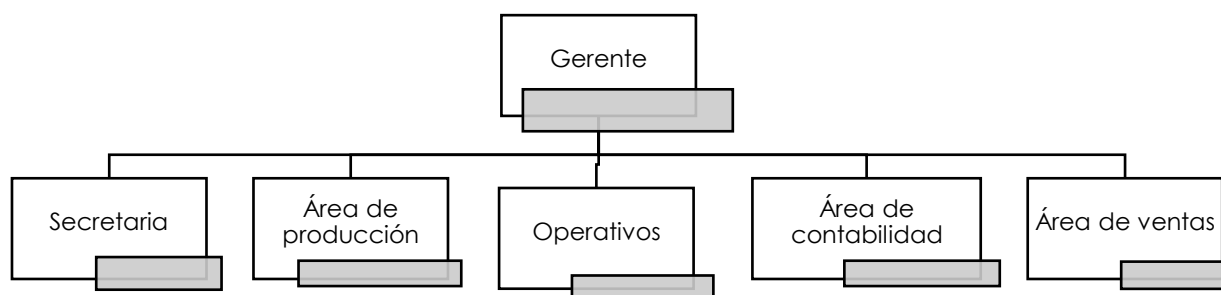 Gerente
Secretaria
Área de
producción
Operativos
Área de
contabilidad
Área de ventas